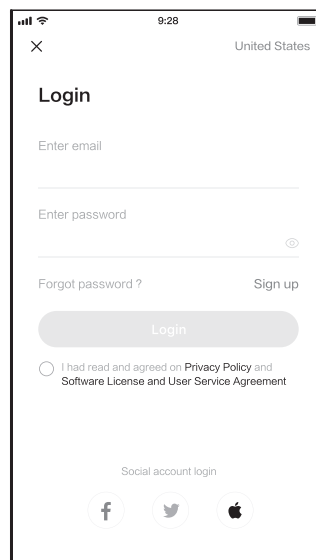 9:28
United States
Login
Enter email
Enter password
Forgot password ?
Sign up
Login
I had read and agreed on Privacy Policy and
Software License and User Service Agreement
Social account login